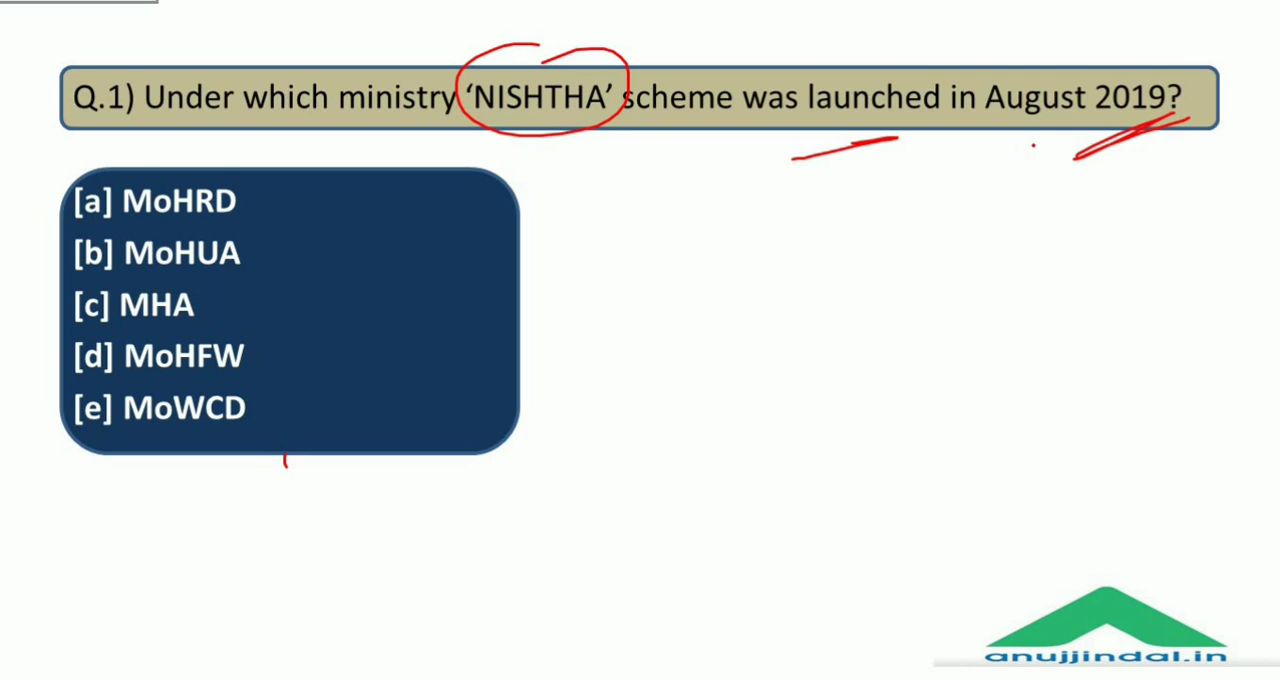 Q.1) Under which ministry ‘NISHTHA’ scheme was launched in August 2019?
[a] MoHRD
[b] MoHUA
[c] MHA
[d] MoHFW
[e] MoWCD
anujjindal.in